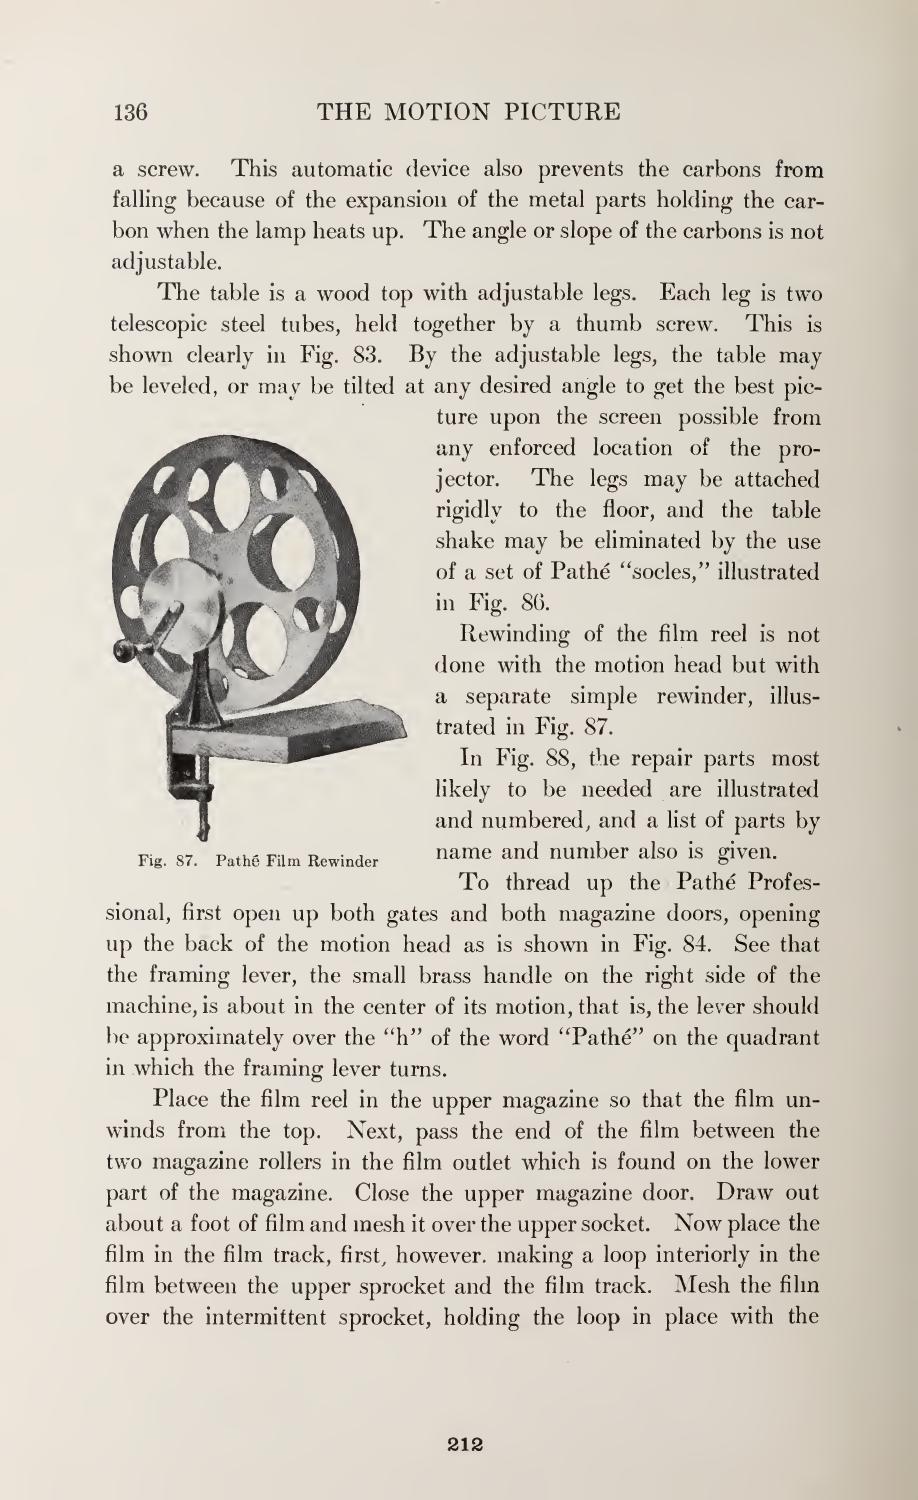 136 THE MOTION PICTURE
a screw. This automatic device also prevents the carbons from
falling because of the expansion of the metal parts holding the car-
bon when the lamp heats up. The angle or slope of the carbons is not
adjustable.
The table is a wood top with adjustable legs. Each leg is two
telescopic steel tubes, held together by a thumb screw. This is
shown clearly in Fig. 83. By the adjustable legs, the table may
be leveled, or may be tilted at any desired angle to get the best pic-
ture upon the screen possible from
any enforced location of the pro-
jector. The legs may be attached
rigidly to the floor, and the table
shake may be eliminated by the use
of a set of Pathé “socles,” illustrated
in Fig. 86.
Rewinding of the film reel is not
done with the motion head but with
a separate simple rewinder, illus-
trated in Fig. 87.
In Fig. 88, the repair parts most
likely to be needed are illustrated
and numbered, and a list of parts by
name and number also is given.
Fig. 87. Pathé Film Rewinder
To thread up the Pathé Profes-
sional, first open up both gates and both magazine doors, opening
up the back of the motion head as is shown in Fig. 84. See that
the framing lever, the small brass handle on the right side of the
machine, is about in the center of its motion, that is, the lever should
be approximately over the “h” of the word “Pathé” on the quadrant
in which the framing lever turns.
Place the film reel in the upper magazine so that the film un-
winds from the top. Next, pass the end of the film between the
two magazine rollers in the film outlet which is found on the lower
part of the magazine. Close the upper magazine door. Draw out
about a foot of film and mesh it over the upper socket. Now place the
film in the film track, first, however. making a loop interiorly in the
film between the upper sprocket and the film track. Mesh the film
over the intermittent sprocket, holding the loop in place with the
212